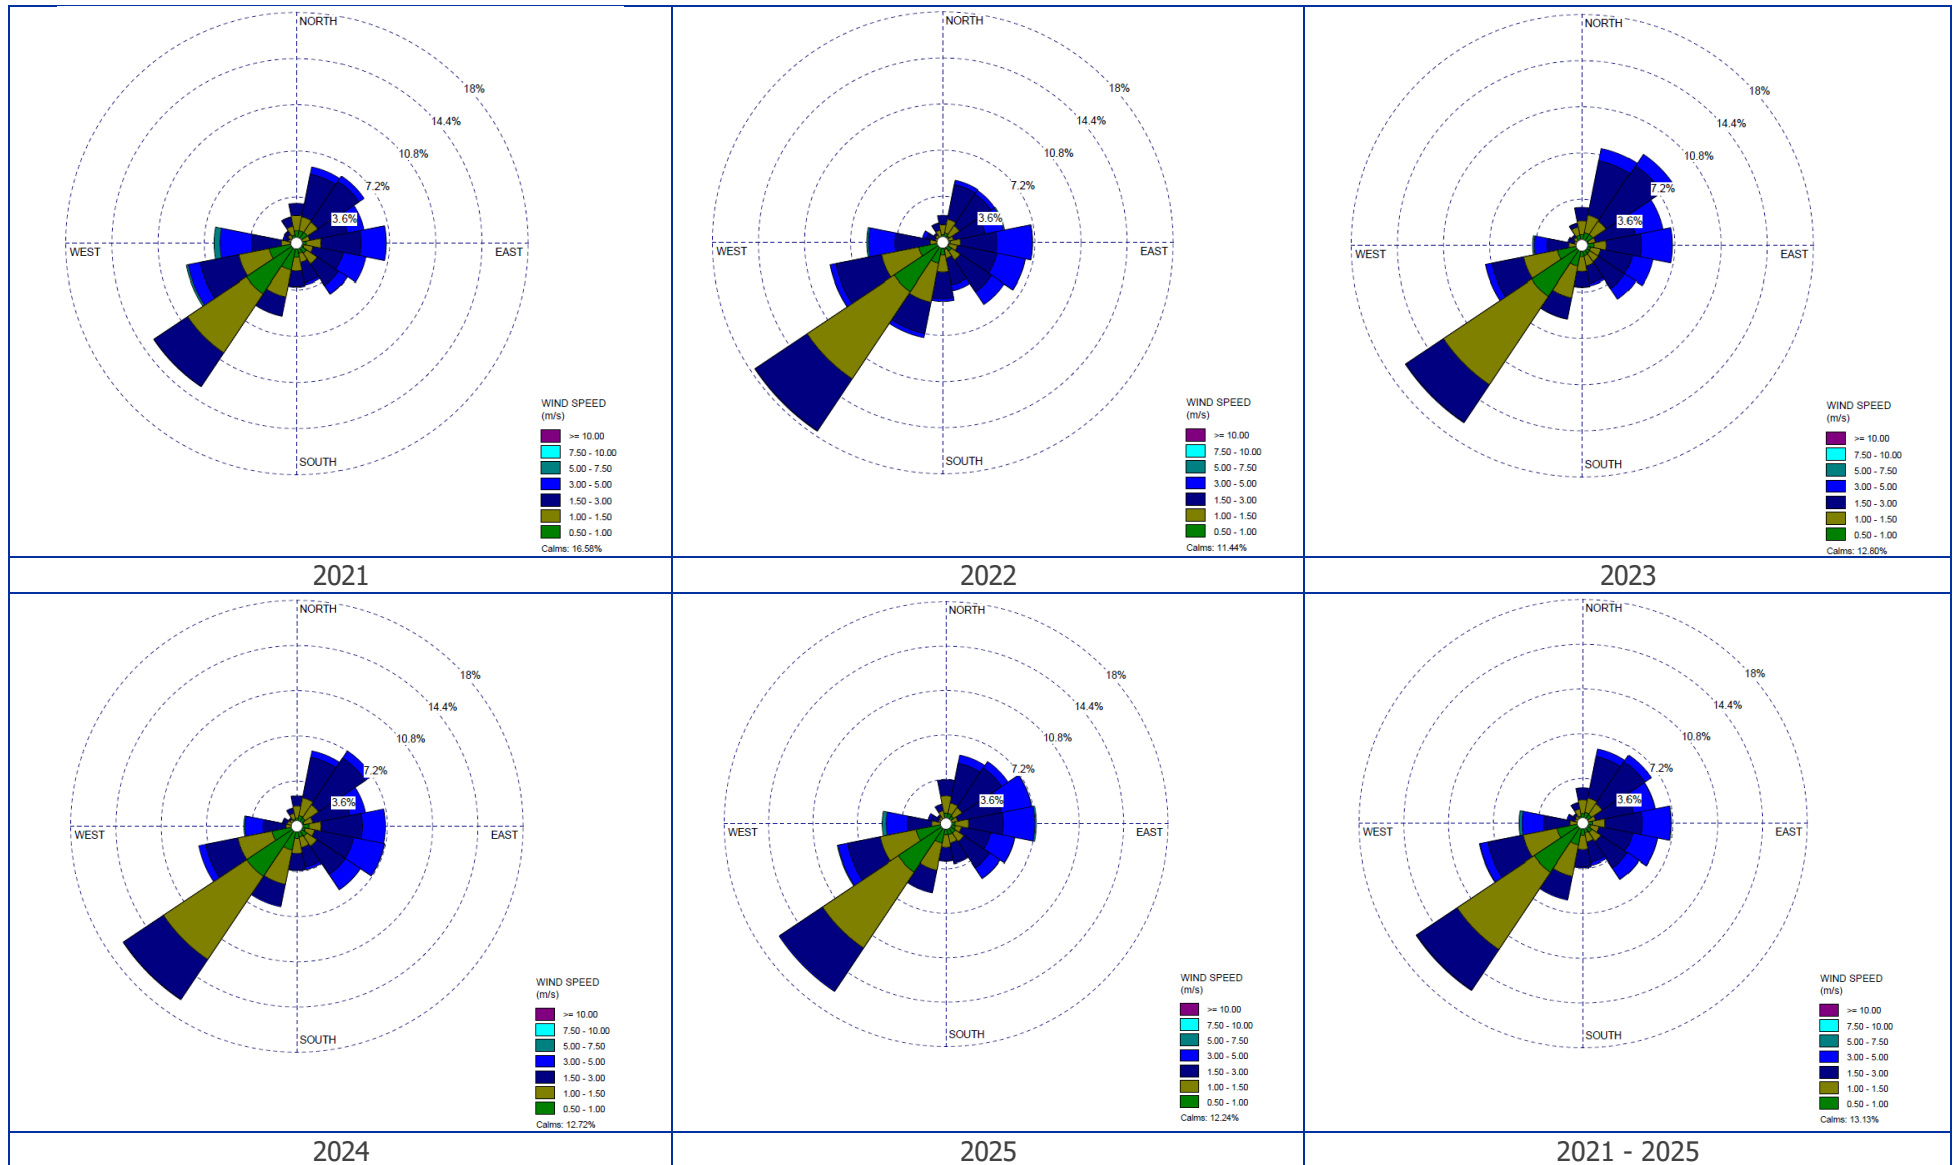 NORTH
18%
14.4%
10.8%
7.2%
3.6%
WEST
EAST
SOUTH
WIND SPEED
(m/s)
>= 10.00
7.50 - 10.00
5.00 - 7.50
3.00 - 5.00
1.50 - 3.00
1.00 - 1.50
0.50 - 1.00
Calms: 16.58%
2021
NORTH
18%
14.4%
10.8%
7.2%
3.6%
WEST
EAST
SOUTH
WIND SPEED
(m/s)
>= 10.00
7.50 - 10.00
5.00 - 7.50
3.00 - 5.00
1.50 - 3.00
1.00 - 1.50
0.50 - 1.00
Calms: 11.44%
2022
NORTH
18%
14.4%
10.8%
7.2%
3.6%
WEST
EAST
SOUTH
WIND SPEED
(m/s)
>= 10.00
7.50 - 10.00
5.00 - 7.50
3.00 - 5.00
1.50 - 3.00
1.00 - 1.50
0.50 - 1.00
Calms: 12.80%
2023
NORTH
18%
14.4%
10.8%
7.2%
3.6%
WEST
EAST
SOUTH
WIND SPEED
(m/s)
>= 10.00
7.50 - 10.00
5.00 - 7.50
3.00 - 5.00
1.50 - 3.00
1.00 - 1.50
0.50 - 1.00
Calms: 12.72%
2024
NORTH
18%
14.4%
10.8%
7.2%
3.6%
WEST
EAST
SOUTH
WIND SPEED
(m/s)
>= 10.00
7.50 - 10.00
5.00 - 7.50
3.00 - 5.00
1.50 - 3.00
1.00 - 1.50
0.50 - 1.00
Calms: 12.24%
2025
NORTH
18%
14.4%
10.8%
7.2%
3.6%
WEST
EAST
SOUTH
WIND SPEED
(m/s)
>= 10.00
7.50 - 10.00
5.00 - 7.50
3.00 - 5.00
1.50 - 3.00
1.00 - 1.50
0.50 - 1.00
Calms: 13.13%
2021 - 2025